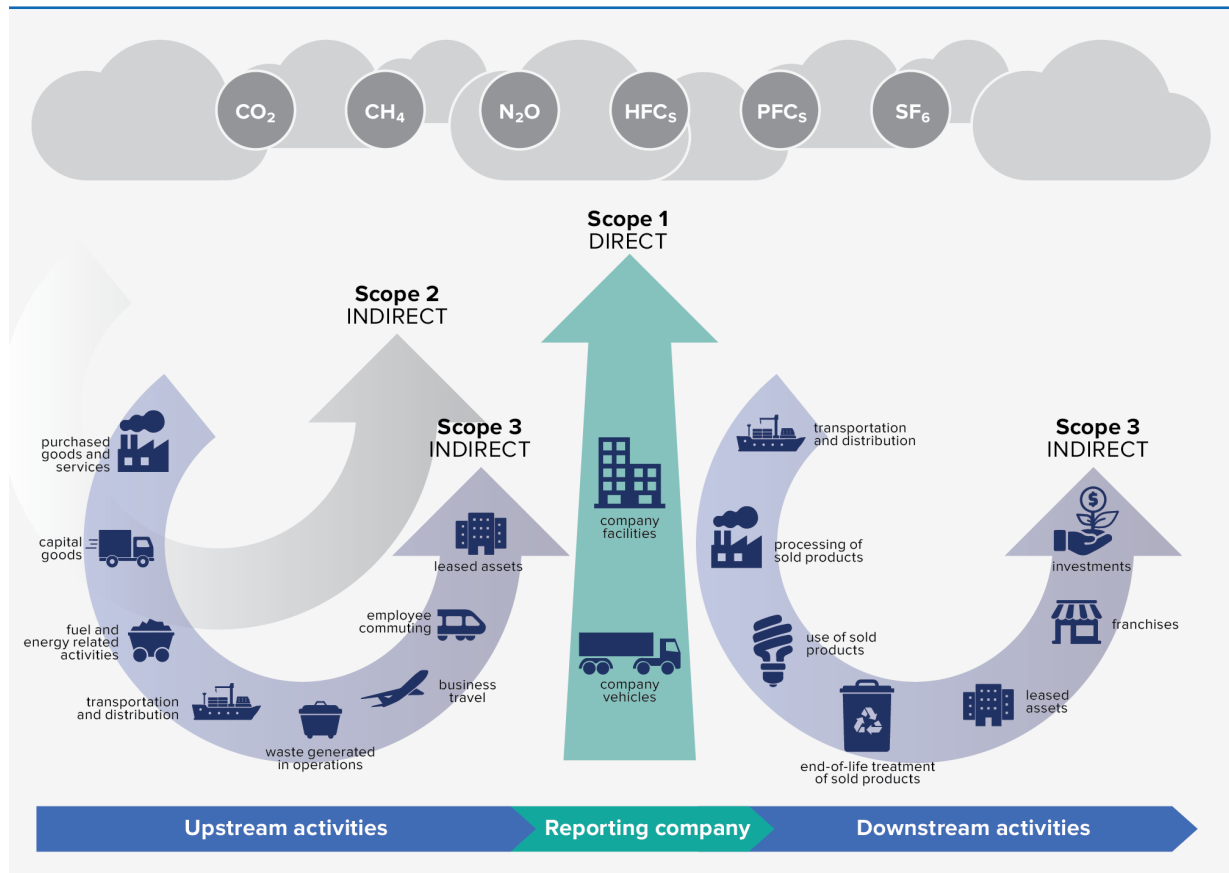 CO₂
CH₄
N₂O
HFCₛ
PFCₛ
SF₆
Scope 1
DIRECT
Scope 2
INDIRECT
Scope 3
INDIRECT
purchased
goods and
services
capital
goods
fuel and
energy related
activities
transportation
and distribution
waste generated
in operations
business
travel
employee
commuting
leased assets
company
facilities
company
vehicles
Scope 3
INDIRECT
transportation
and distribution
processing of
sold products
use of sold
products
end-of-life treatment
of sold products
leased
assets
franchises
$
investments
Upstream activities
Reporting company
Downstream activities